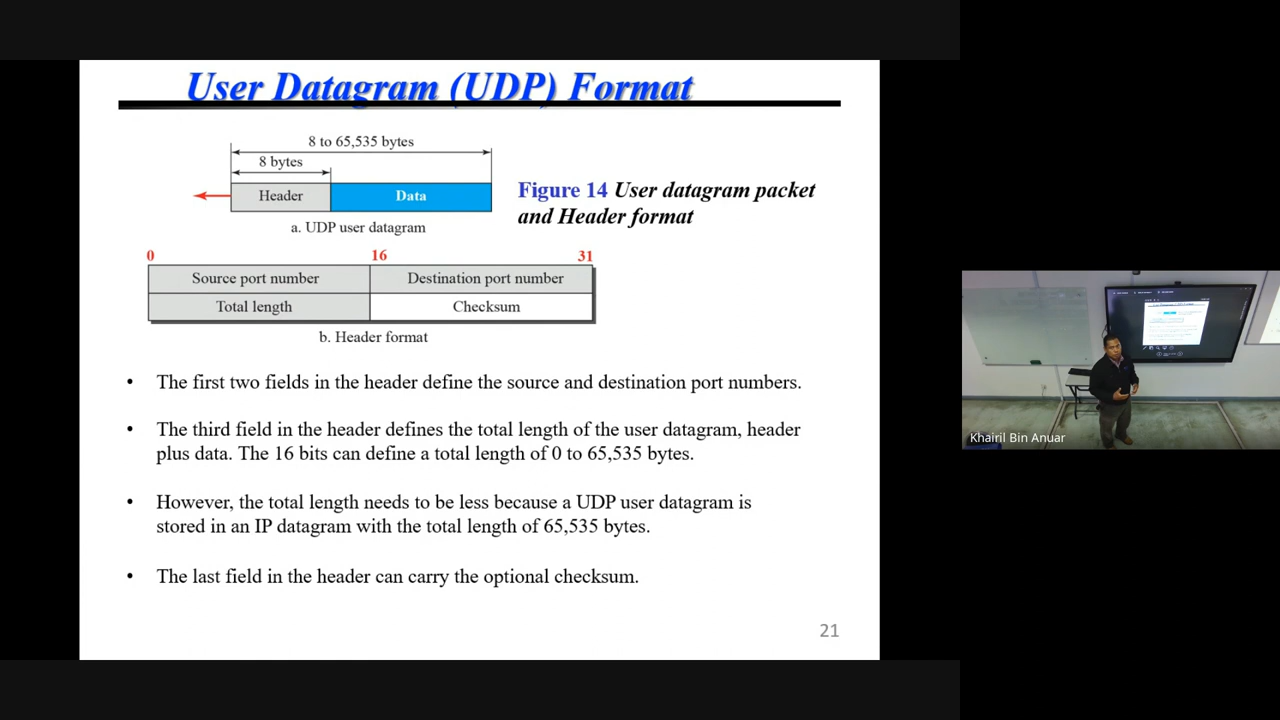 User Datagram (UDP) Format
8 to 65,535 bytes
8 bytes
Header
Data
a. UDP user datagram
Figure 14 User datagram packet
and Header format
0
16
31
Source port number
Destination port number
Total length
Checksum
b. Header format
• The first two fields in the header define the source and destination port numbers.
• The third field in the header defines the total length of the user datagram, header
plus data. The 16 bits can define a total length of 0 to 65,535 bytes.
• However, the total length needs to be less because a UDP user datagram is
stored in an IP datagram with the total length of 65,535 bytes.
• The last field in the header can carry the optional checksum.
21
Khairil Bin Anuar